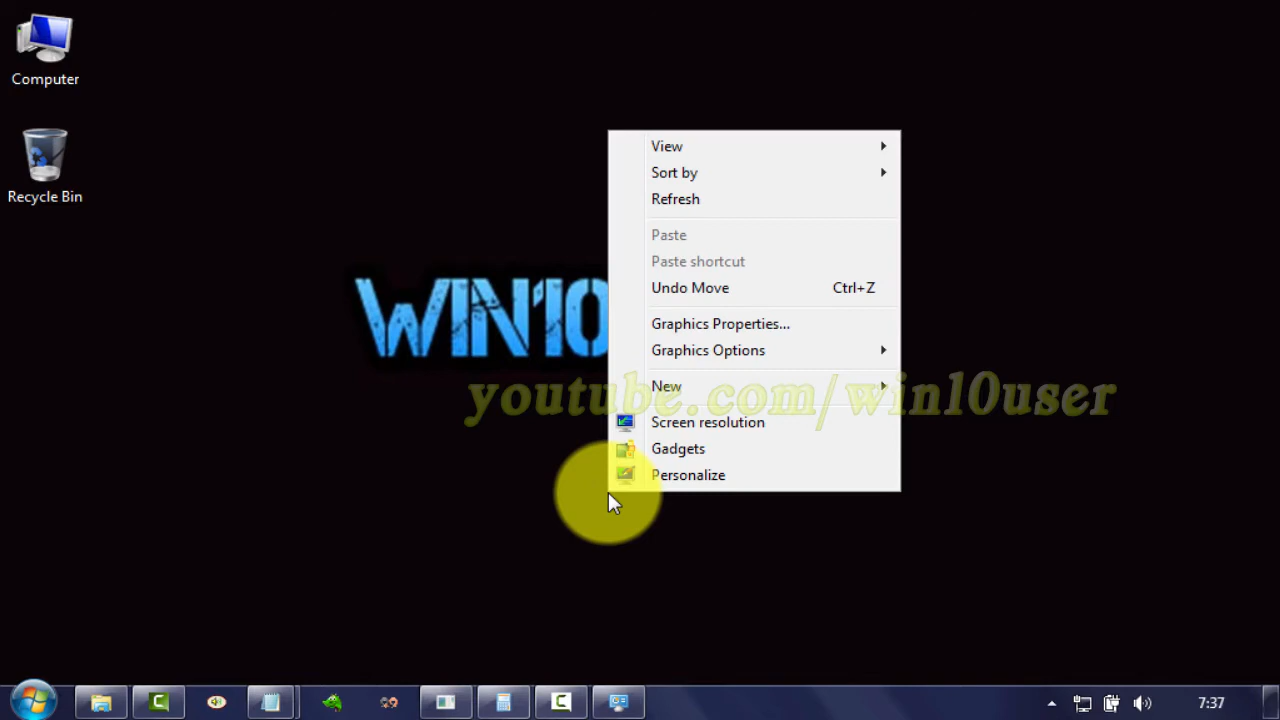 Computer
Recycle Bin
WIN10
View
Sort by
Refresh
Paste
Paste shortcut
Undo Move Ctrl+Z
Graphics Properties...
Graphics Options
New
youtube.com/win10user
Screen resolution
Gadgets
Personalize
7:37